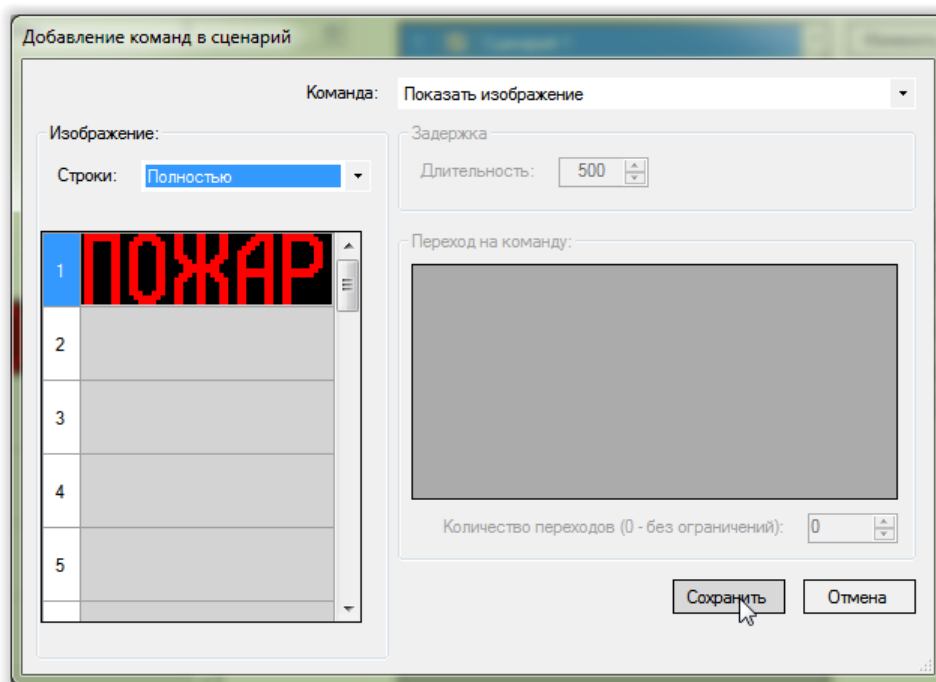 Добавление команд в сценарий
Команда: Показать изображение
Изображение:
Строки: Полностью
1 ПОЖАР
2
3
4
5
Задержка
Длительность: 500
Переход на команду:
Количество переходов (0 - без ограничений): 0
Сохранить Отмена